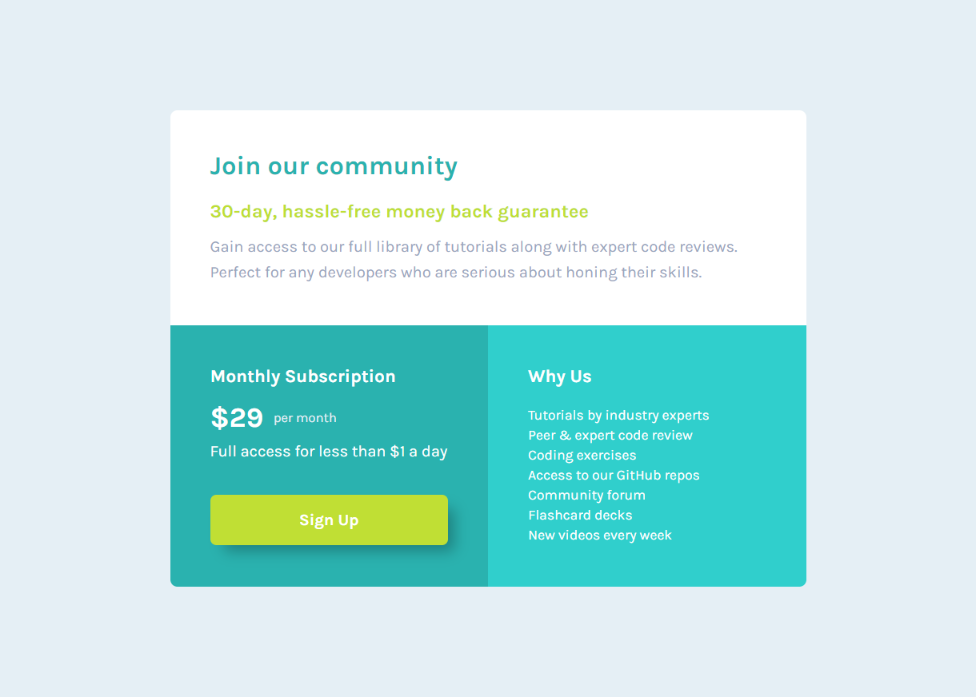 Join our community
30-day, hassle-free money back guarantee
Gain access to our full library of tutorials along with expert code reviews.
Perfect for any developers who are serious about honing their skills.
Monthly Subscription
$29 per month
Full access for less than $1 a day
Sign Up
Why Us
Tutorials by industry experts
Peer & expert code review
Coding exercises
Access to our GitHub repos
Community forum
Flashcard decks
New videos every week